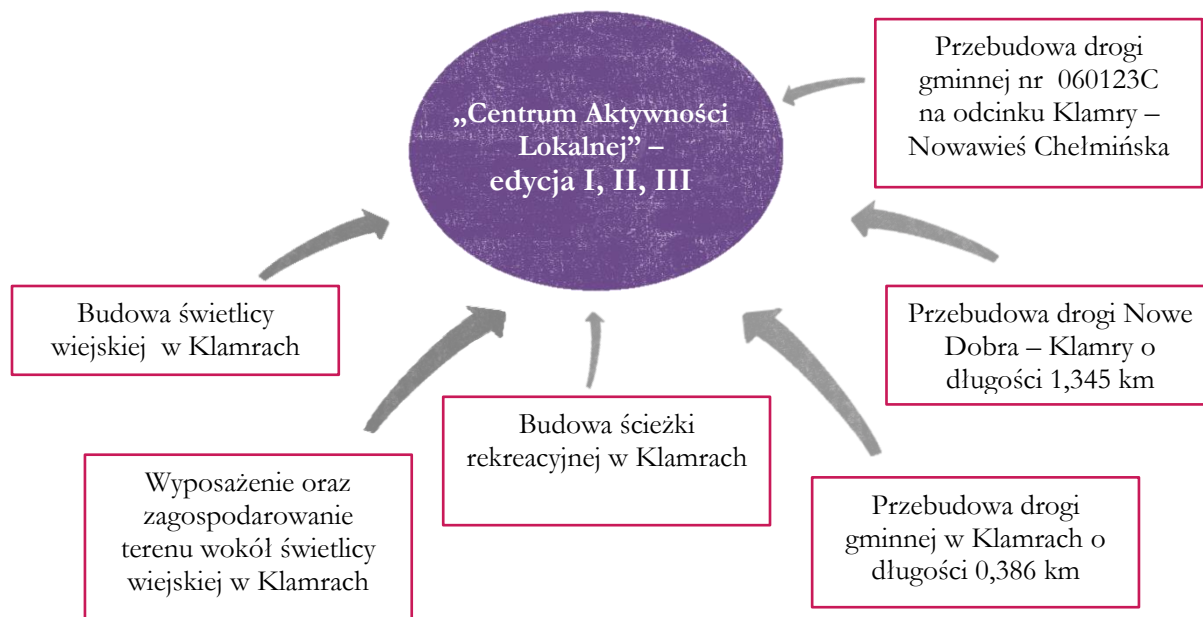 „Centrum Aktywności
Lokalnej” –
edycja I, II, III
Przebudowa drogi
gminnej nr 060123C
na odcinku Klamry –
Nowawieś Chełmińska
Budowa świetlicy
wiejskiej w Klamrach
Przebudowa drogi Nowe
Dobra – Klamry o
długości 1,345 km
Wyposażenie oraz
zagospodarowanie
terenu wokół świetlicy
wiejskiej w Klamrach
Budowa ścieżki
rekreacyjnej w Klamrach
Przebudowa drogi
gminnej w Klamrach o
długości 0,386 km